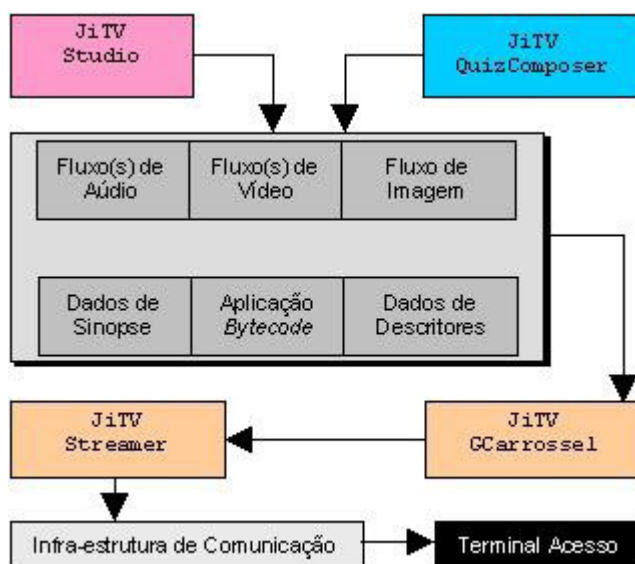 JiTV
Studio
JiTV
QuizComposer
Fluxo(s) de
Aúdio
Fluxo(s) de
Vídeo
Fluxo de
Imagem
Dados de
Sinopse
Aplicação
Bytecode
Dados de
Descritores
JiTV
Streamer
JiTV
GCarrossel
Infra-estrutura de Comunicação
Terminal Acesso